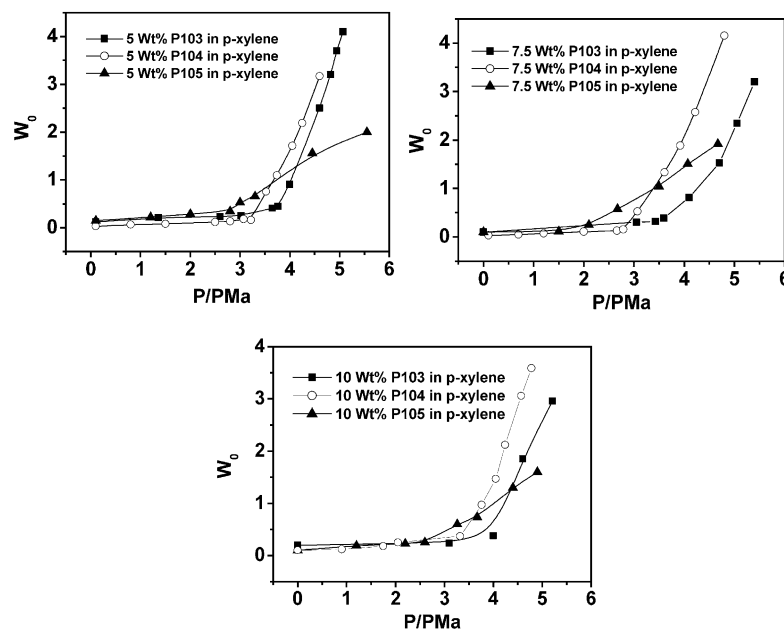 5 Wt% P103 in p-xylene
5 Wt% P104 in p-xylene
5 Wt% P105 in p-xylene
W0
4
3
2
1
0
0 1 2 3 4 5 6
P/PMa
7.5 Wt% P103 in p-xylene
7.5 Wt% P104 in p-xylene
7.5 Wt% P105 in p-xylene
W0
4
3
2
1
0
0 1 2 3 4 5 6
P/PMa
10 Wt% P103 in p-xylene
10 Wt% P104 in p-xylene
10 Wt% P105 in p-xylene
W0
4
3
2
1
0
0 1 2 3 4 5 6
P/PMa